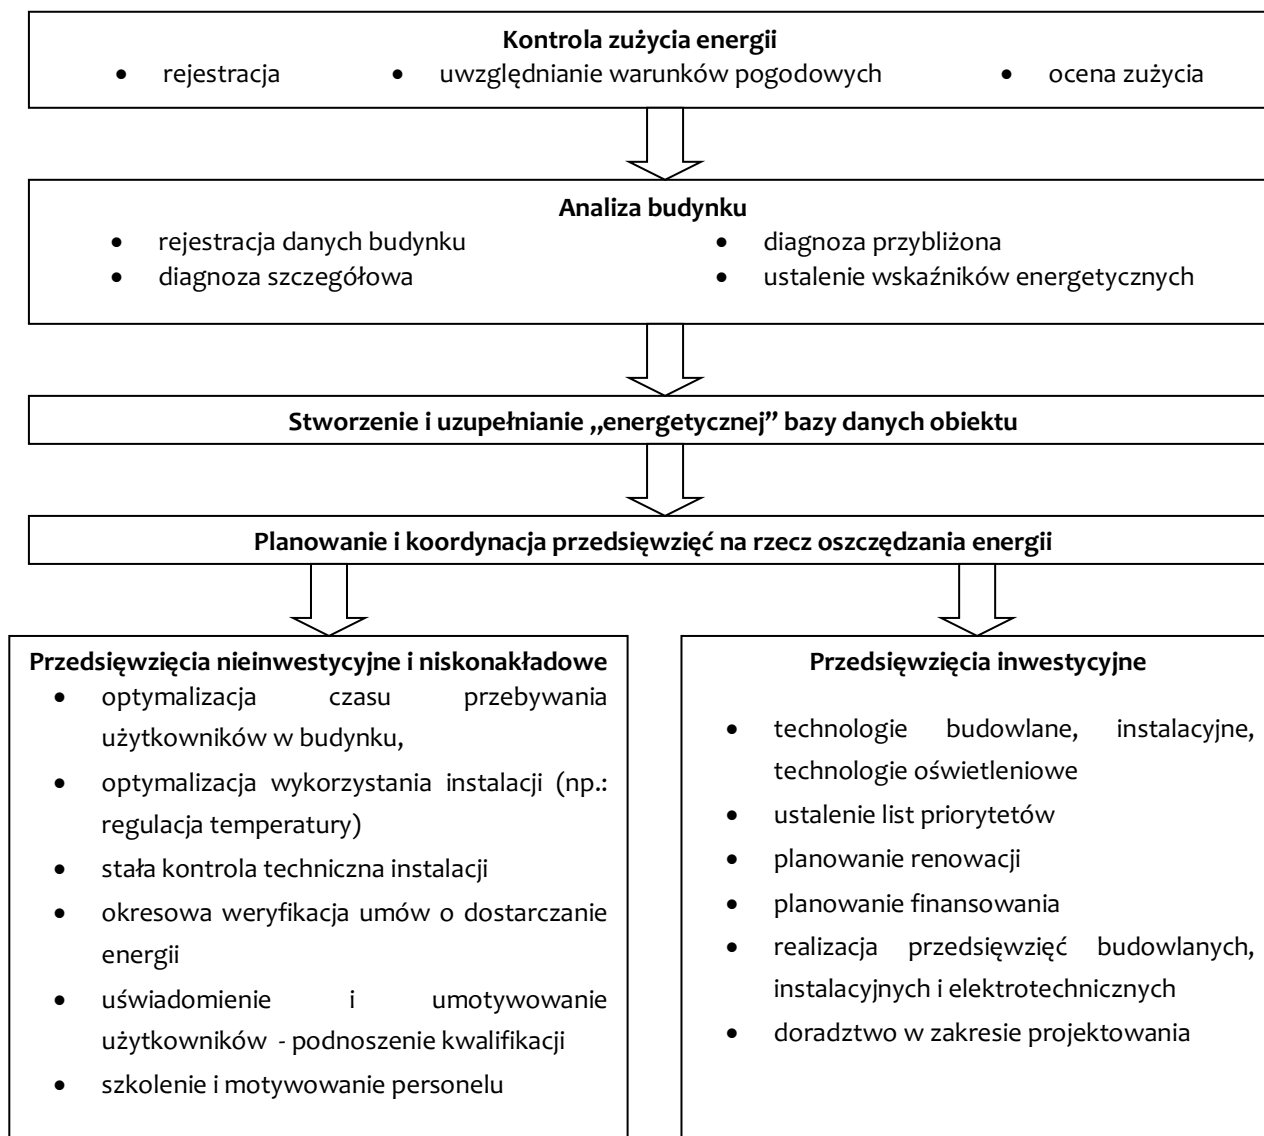 Kontrola zużycia energii
• rejestracja • uwzględnianie warunków pogodowych • ocena zużycia
Analiza budynku
• rejestracja danych budynku • diagnoza przybliżona
• diagnoza szczegółowa • ustalenie wskaźników energetycznych
Stworzenie i uzupełnianie „energetycznej” bazy danych obiektu
Planowanie i koordynacja przedsięwzięć na rzecz oszczędzania energii
Przedsięwzięcia nieinwestycyjne i niskonakładowe
• optymalizacja czasu przebywania
użytkowników w budynku,
• optymalizacja wykorzystania instalacji (np.:
regulacja temperatury)
• stała kontrola techniczna instalacji
• okresowa weryfikacja umów o dostarczanie
energii
• uświadomienie i umotywowanie
użytkowników - podnoszenie kwalifikacji
• szkolenie i motywowanie personelu
Przedsięwzięcia inwestycyjne
• technologie budowlane, instalacyjne,
technologie oświetleniowe
• ustalenie list priorytetów
• planowanie renowacji
• planowanie finansowania
• realizacja przedsięwzięć budowlanych,
instalacyjnych i elektrotechnicznych
• doradztwo w zakresie projektowania